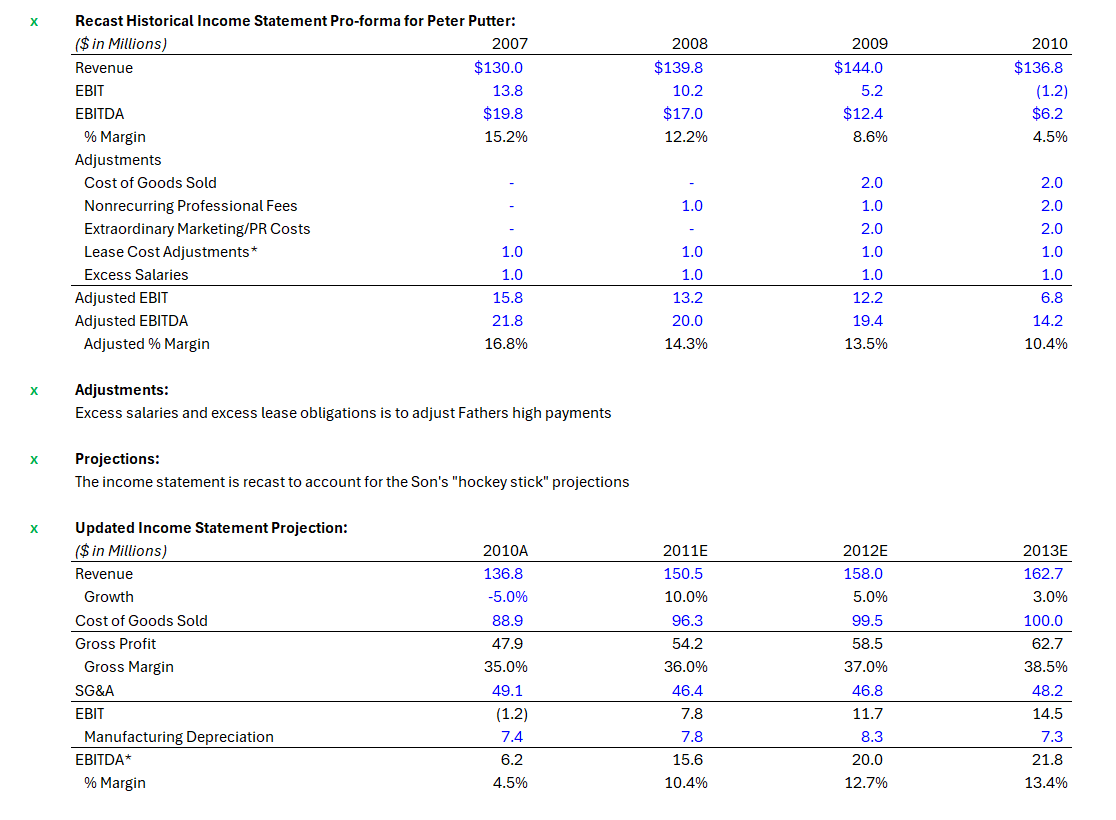 x Recast Historical Income Statement Pro-forma for Peter Putter:
($ in Millions) 2007 2008 2009 2010
Revenue $130.0 $139.8 $144.0 $136.8
EBIT 13.8 10.2 5.2 (1.2)
EBITDA $19.8 $17.0 $12.4 $6.2
% Margin 15.2% 12.2% 8.6% 4.5%
Adjustments
Cost of Goods Sold - - 2.0 2.0
Nonrecurring Professional Fees - 1.0 1.0 2.0
Extraordinary Marketing/PR Costs - - 2.0 2.0
Lease Cost Adjustments* 1.0 1.0 1.0 1.0
Excess Salaries 1.0 1.0 1.0 1.0
Adjusted EBIT 15.8 13.2 12.2 6.8
Adjusted EBITDA 21.8 20.0 19.4 14.2
Adjusted % Margin 16.8% 14.3% 13.5% 10.4%
x Adjustments:
Excess salaries and excess lease obligations is to adjust Fathers high payments
x Projections:
The income statement is recast to account for the Son's "hockey stick" projections
x Updated Income Statement Projection:
($ in Millions) 2010A 2011E 2012E 2013E
Revenue 136.8 150.5 158.0 162.7
Growth -5.0% 10.0% 5.0% 3.0%
Cost of Goods Sold 88.9 96.3 99.5 100.0
Gross Profit 47.9 54.2 58.5 62.7
Gross Margin 35.0% 36.0% 37.0% 38.5%
SG&A 49.1 46.4 46.8 48.2
EBIT (1.2) 7.8 11.7 14.5
Manufacturing Depreciation 7.4 7.8 8.3 7.3
EBITDA* 6.2 15.6 20.0 21.8
% Margin 4.5% 10.4% 12.7% 13.4%